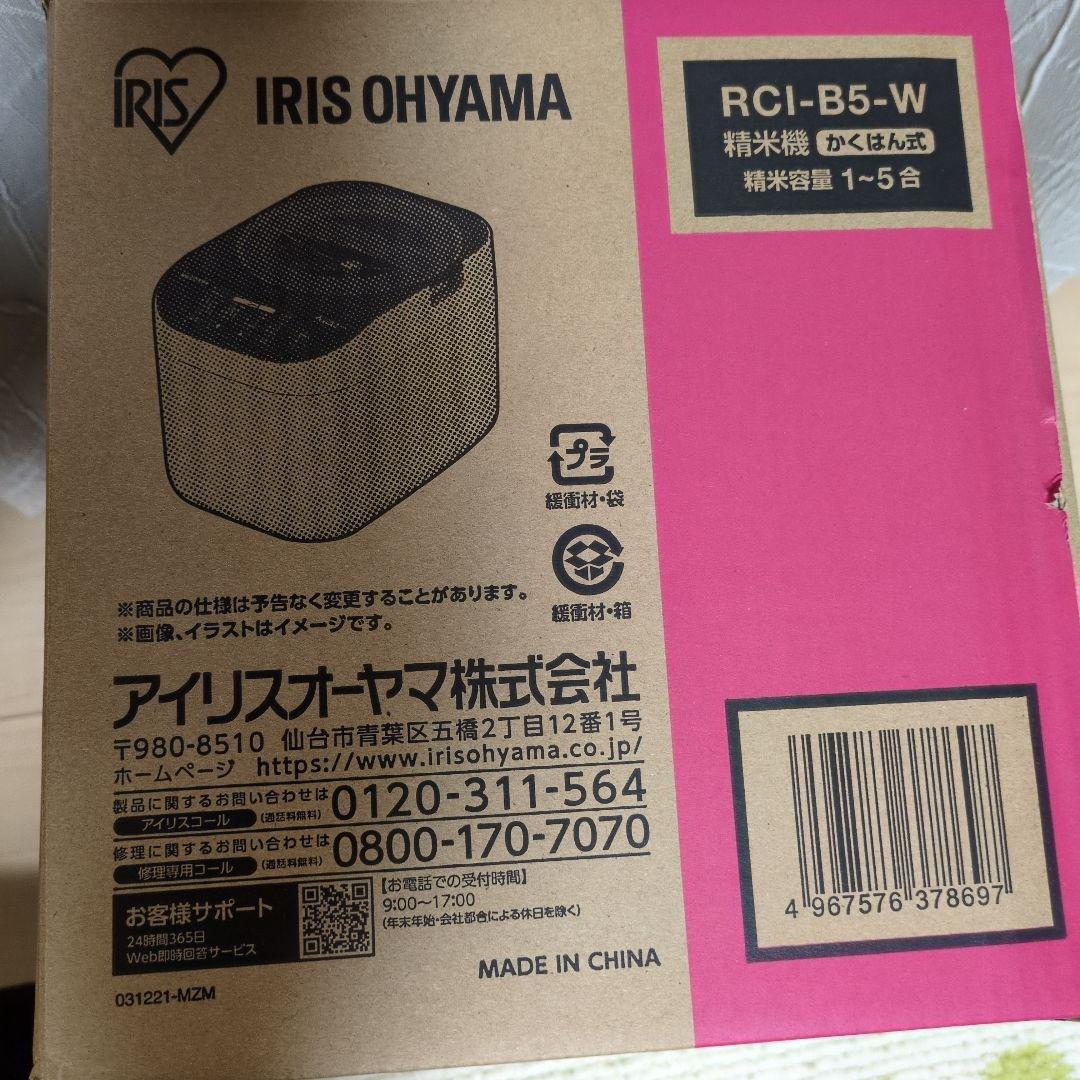 IRIS
IRIS OHYAMA
RCI-B5-W
精米機 かくはん式
精米容量 1~5合
プラ
緩衝材・袋
緩衝材・箱
※商品の仕様は予告なく変更することがあります。
※画像、イラストはイメージです。
アイリスオーヤマ株式会社
〒980-8510 仙台市青葉区五橋2丁目12番1号
ホームページ https://www.irisohyama.co.jp/
製品に関するお問い合わせは
アイリスコール (通話料無料) 0120-311-564
修理に関するお問い合わせは
修理専用コール (通話料無料) 0800-170-7070
お客様サポート
24時間365日
Web即時回答サービス
【お電話での受付時間】
9:00~17:00
(年末年始・会社都合による休日を除く)
MADE IN CHINA
031221-MZM
4 967576 378697